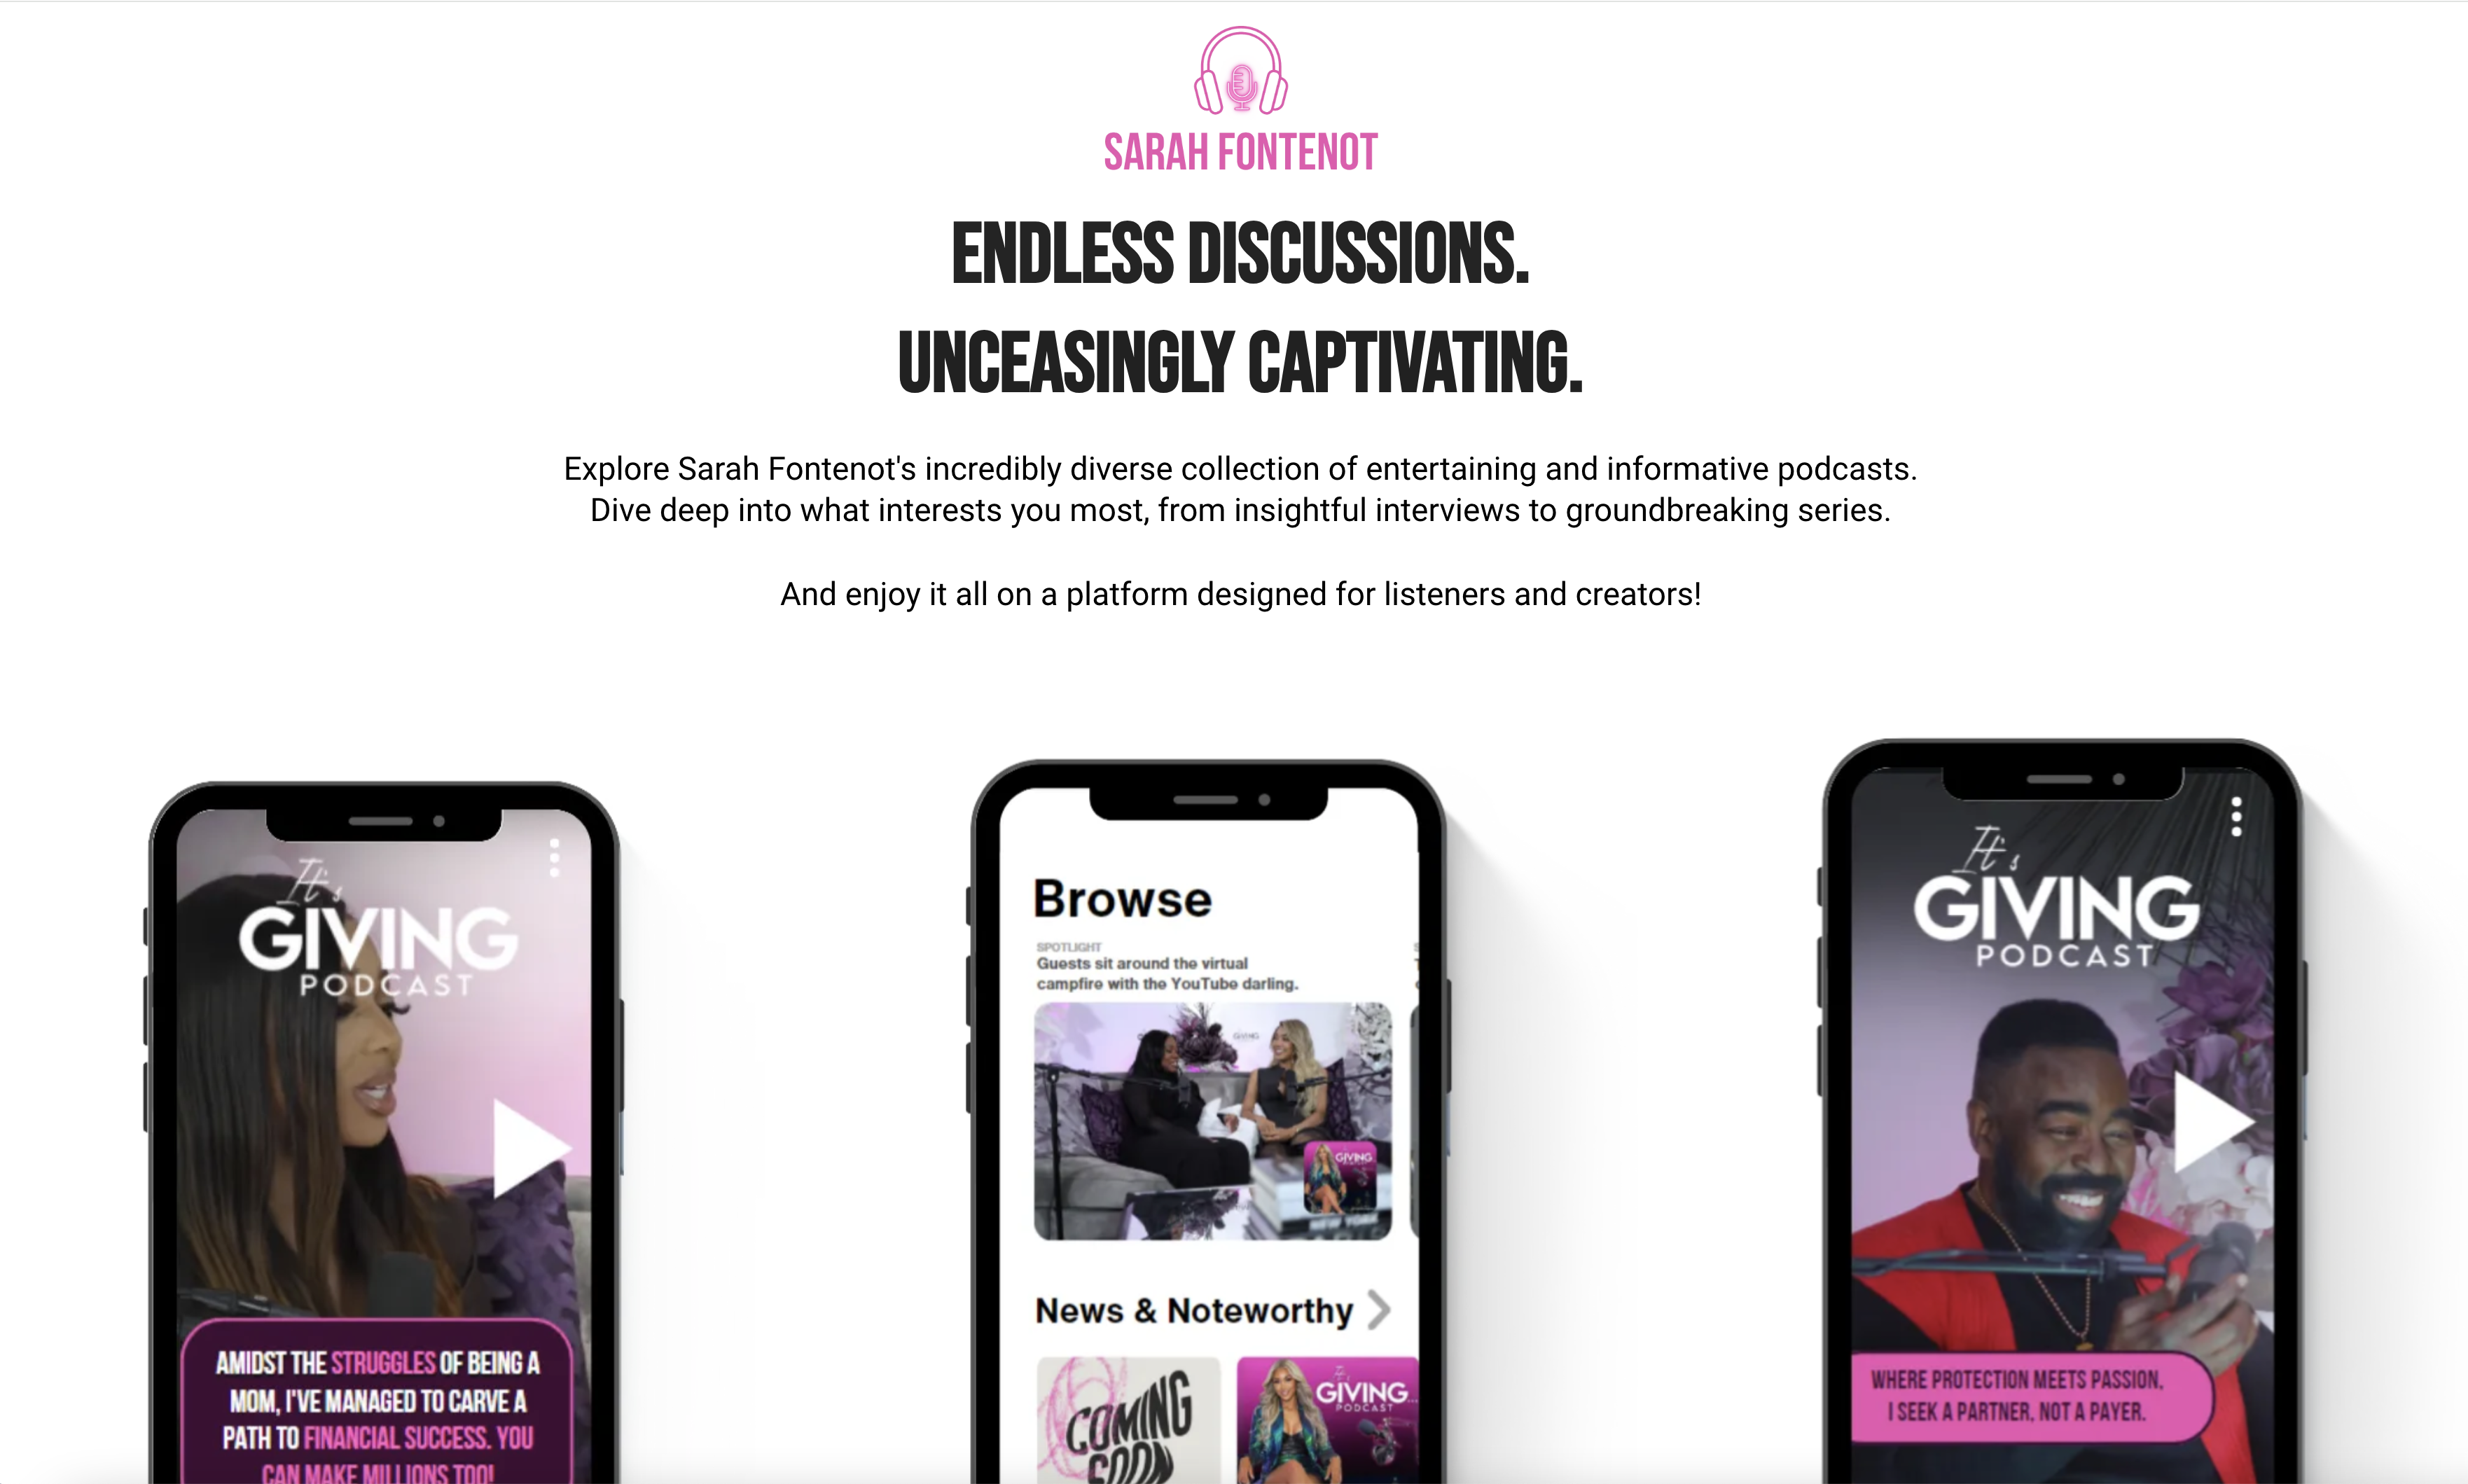 SARAH FONTENOT
ENDLESS DISCUSSIONS.
UNCEASINGLY CAPTIVATING.
Explore Sarah Fontenot's incredibly diverse collection of entertaining and informative podcasts.
Dive deep into what interests you most, from insightful interviews to groundbreaking series.
And enjoy it all on a platform designed for listeners and creators!
It's
GIVING
PODCAST
AMIDST THE STRUGGLES OF BEING A
MOM, I'VE MANAGED TO CARVE A
PATH TO FINANCIAL SUCCESS. YOU
CAN MAKE MILLIONS TOO!
Browse
SPOTLIGHT
Guests sit around the virtual
campfire with the YouTube darling.
GIVING
GIVING
NEW YORK
News & Noteworthy
COMING
SOON
It's
GIVING...
PODCAST
It's
GIVING
PODCAST
WHERE PROTECTION MEETS PASSION,
I SEEK A PARTNER, NOT A PAYER.